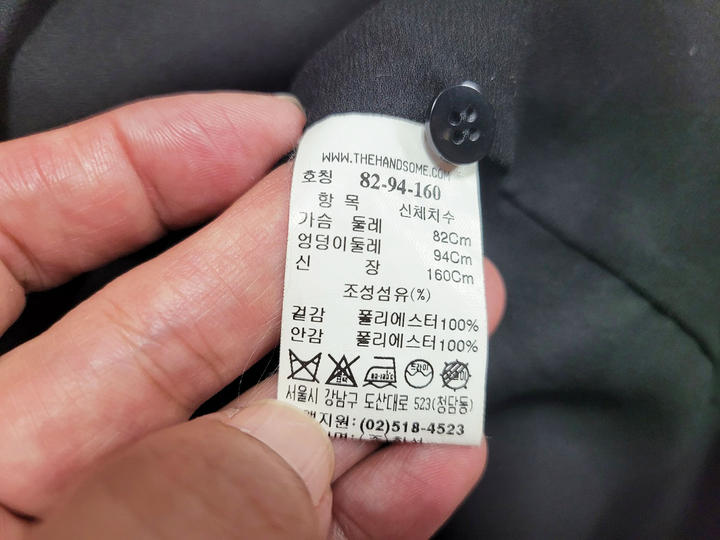 WWW.THEHANDSOME.COM
호칭 82-94-160
항 목 신체치수
가슴 둘레 82Cm
엉덩이둘레 94Cm
신 장 160Cm
조성섬유(%)
겉감 폴리에스터100%
안감 폴리에스터100%
서울시 강남구 도산대로 523(청담동)
지원: (02)518-4523